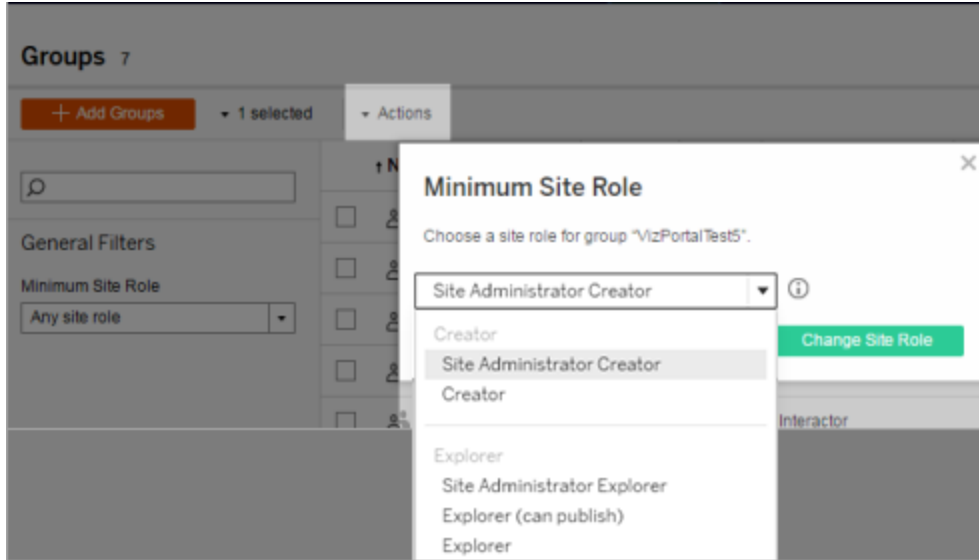 Groups 7
+ Add Groups
1 selected
Actions
↑ N
General Filters
Minimum Site Role
Any site role
Minimum Site Role
Choose a site role for group "VizPortalTest5".
Site Administrator Creator
Change Site Role
Creator
Site Administrator Creator
Creator
Interactor
Explorer
Site Administrator Explorer
Explorer (can publish)
Explorer